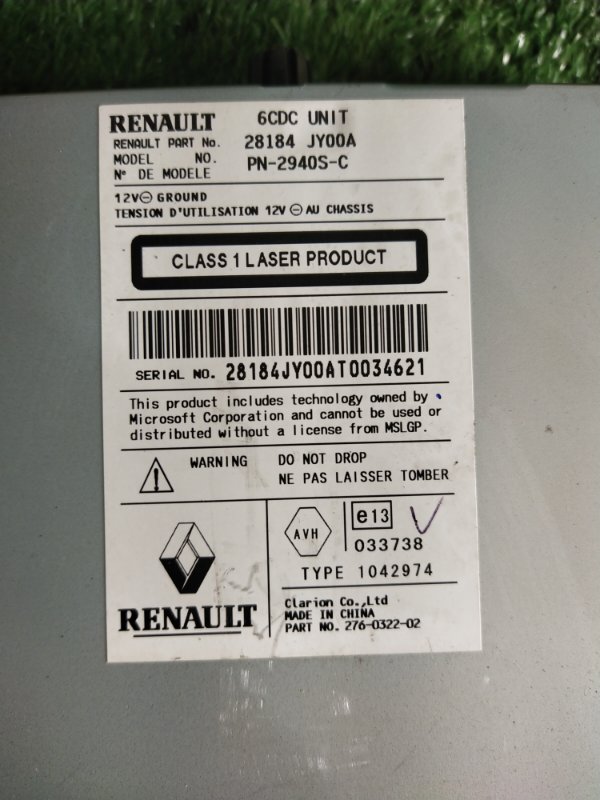 RENAULT 6CDC UNIT
RENAULT PART No. 28184 JY00A
MODEL NO. PN-2940S-C
Nº DE MODELE
12V⊖ GROUND
TENSION D'UTILISATION 12V ⊖ AU CHASSIS
CLASS 1 LASER PRODUCT
SERIAL NO. 28184JY00AT0034621
This product includes technology owned by
Microsoft Corporation and cannot be used or
distributed without a license from MSLGP.
WARNING DO NOT DROP
NE PAS LAISSER TOMBER
AVH e13
033738
TYPE 1042974
RENAULT
Clarion Co.,Ltd
MADE IN CHINA
PART NO. 276-0322-02